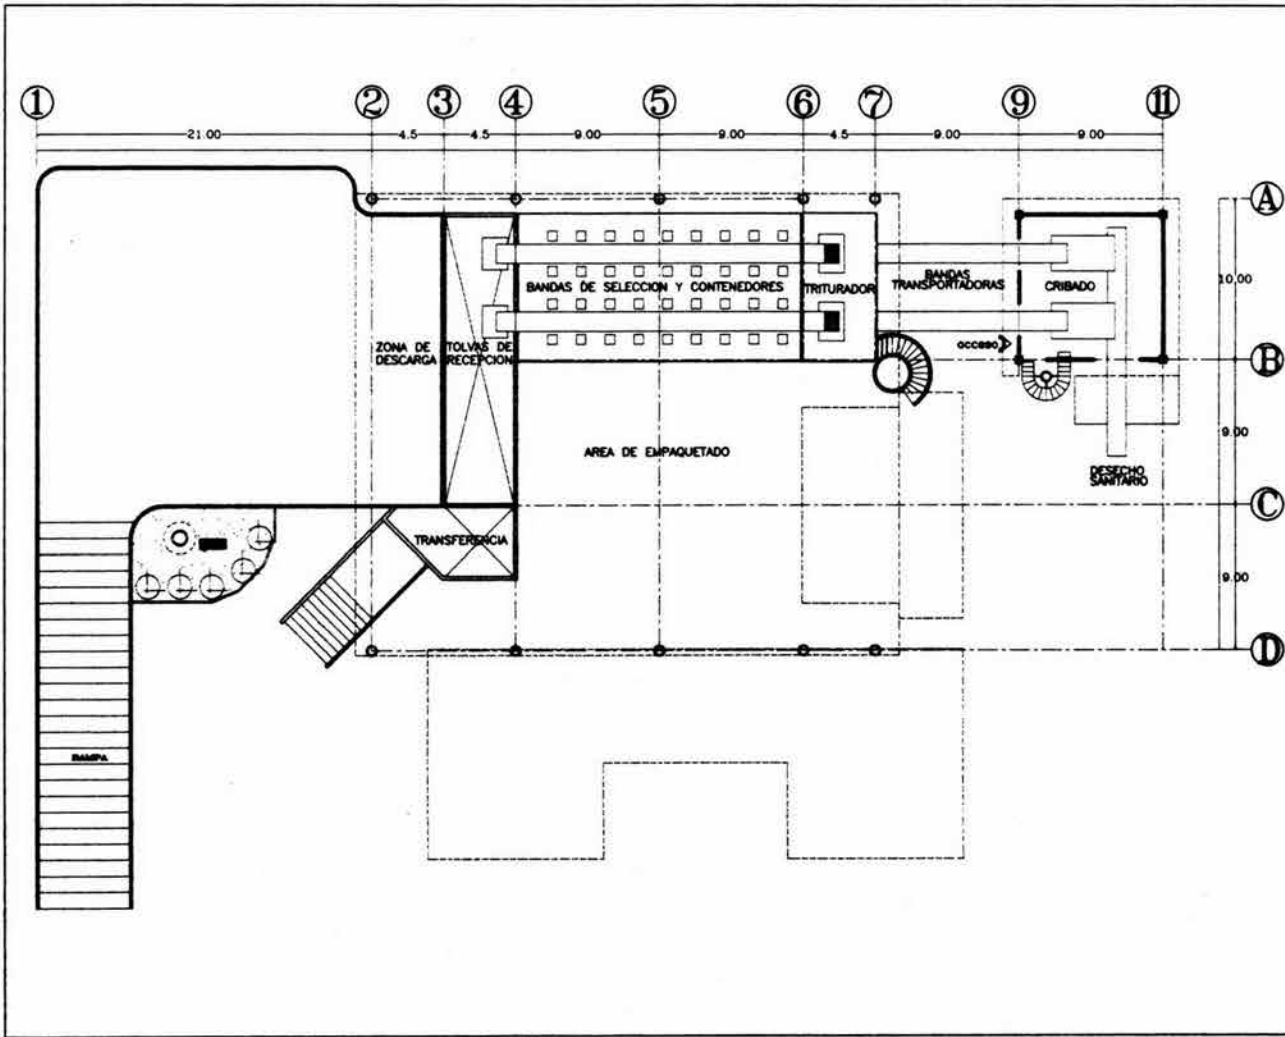 1 2 3 4 5 6 7 9 11
21.00 4.5 4.5 9.00 9.00 4.5 9.00 9.00
A
10.00
BANDAS DE SELECCION Y CONTENEDORES
TRITURADOR
BANDAS
TRANSPORTADORAS
CRIBADO
ZONA DE
DESCARGA
TOLVAS DE
RECEPCION
acceso
B
9.00
AREA DE EMPAQUETADO
DESECHO
SANITARIO
C
TRANSFERENCIA
9.00
D
RAMPA